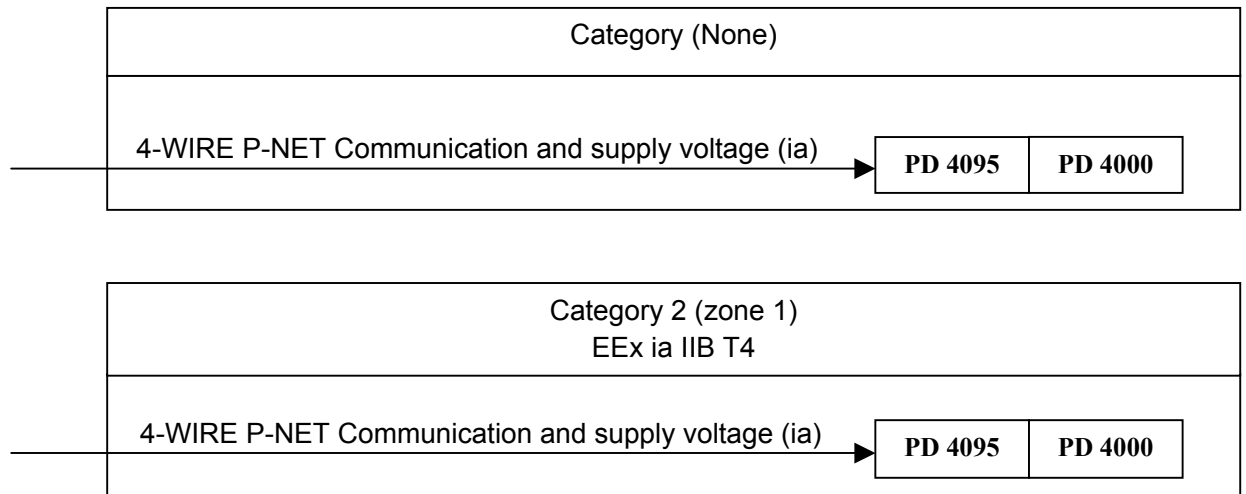 Category (None)
4-WIRE P-NET Communication and supply voltage (ia)
PD 4095 PD 4000
Category 2 (zone 1)
EEx ia IIB T4
4-WIRE P-NET Communication and supply voltage (ia)
PD 4095 PD 4000